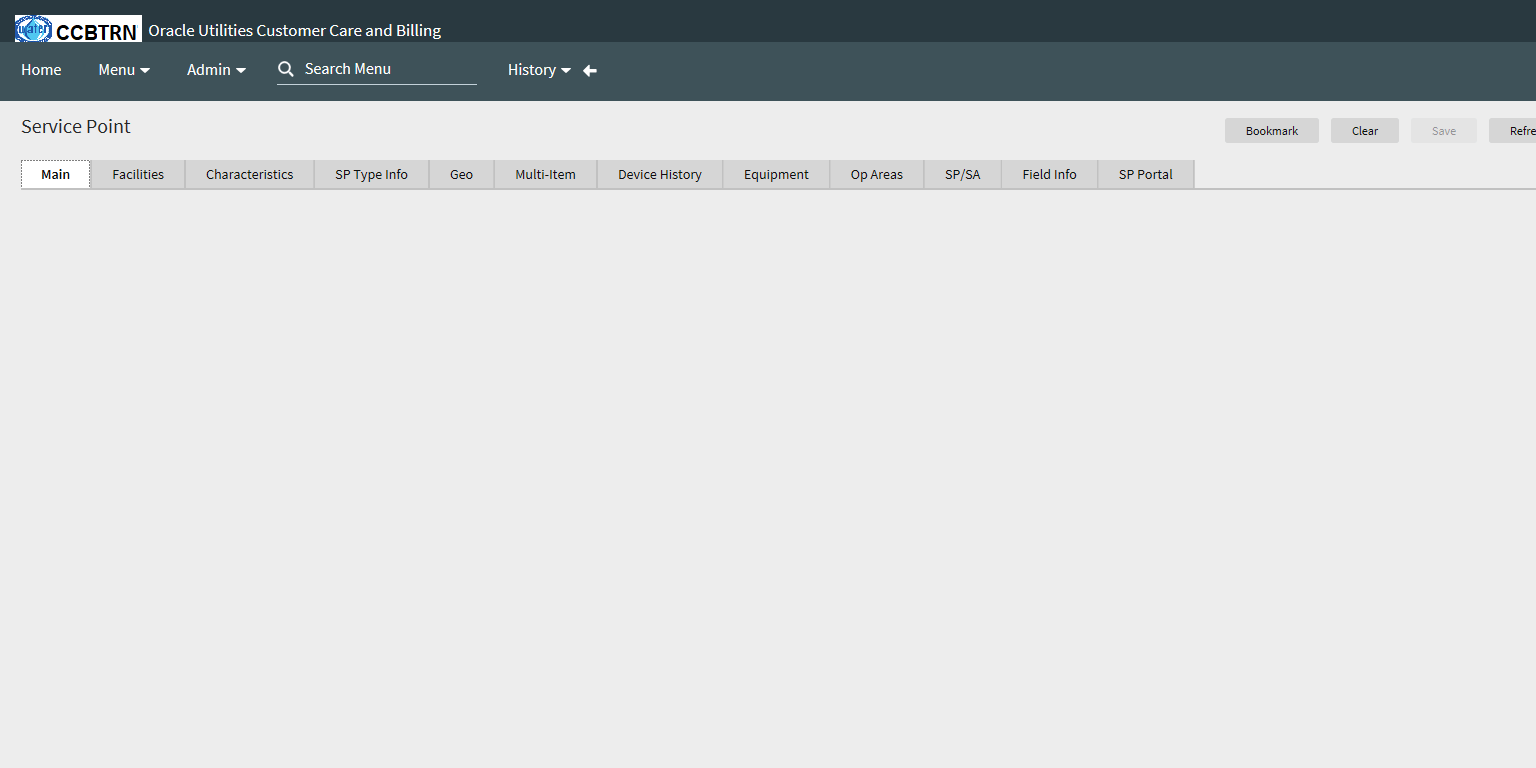 water CCBTRN Oracle Utilities Customer Care and Billing
Home Menu Admin Search Menu History
Service Point
Bookmark Clear Save Refre
Main Facilities Characteristics SP Type Info Geo Multi-Item Device History Equipment Op Areas SP/SA Field Info SP Portal